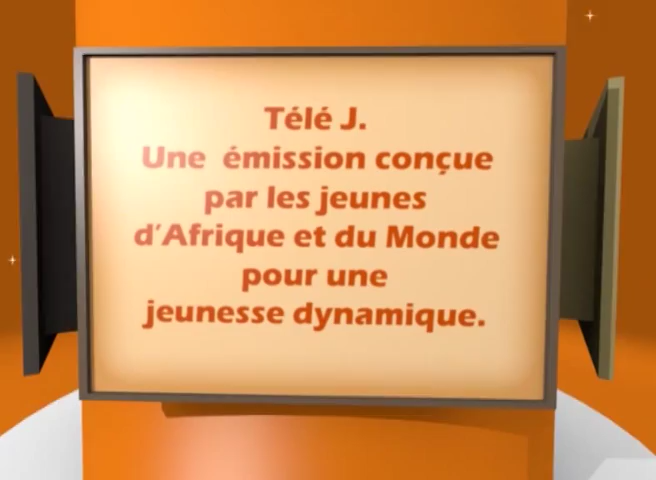 Télé J.
Une émission conçue
par les jeunes
d'Afrique et du Monde
pour une
jeunesse dynamique.